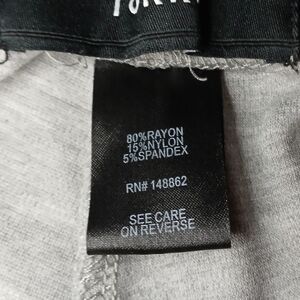 80%RAYON
15%NYLON
5%SPANDEX
RN# 148862
SEE CARE
ON REVERSE